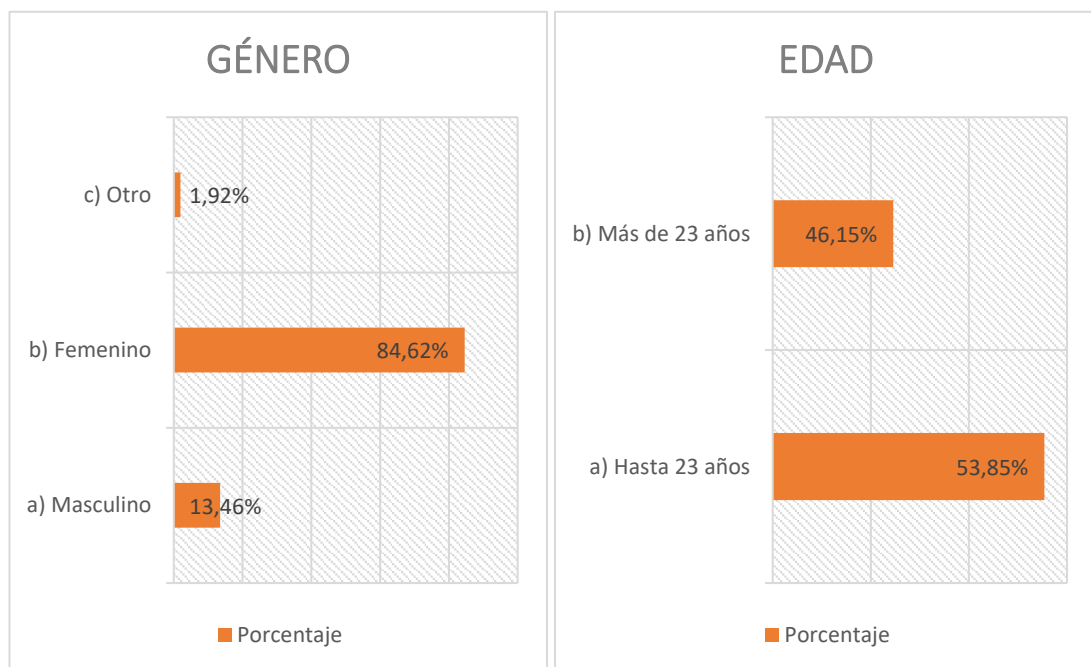 GÉNERO
c) Otro
1,92%
b) Femenino
84,62%
a) Masculino
13,46%
Porcentaje
EDAD
b) Más de 23 años
46,15%
a) Hasta 23 años
53,85%
Porcentaje